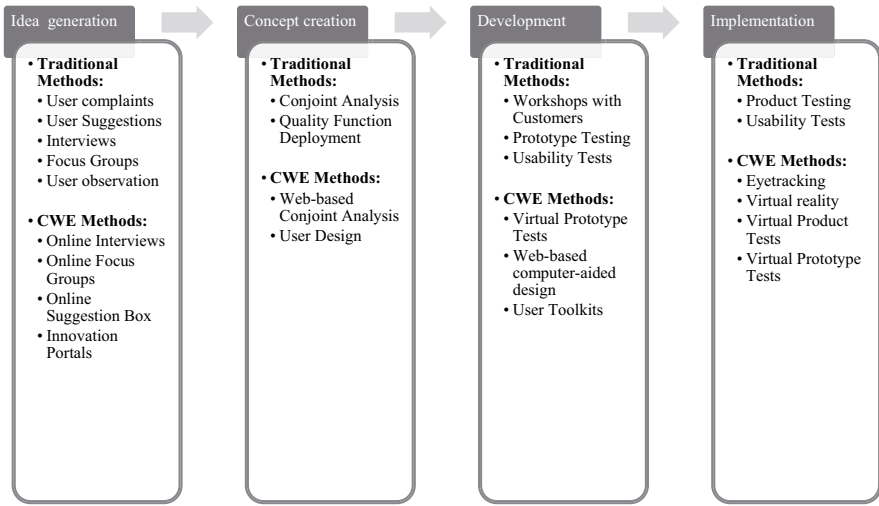 Idea generation
• Traditional
Methods:
• User complaints
• User Suggestions
• Interviews
• Focus Groups
• User observation
• CWE Methods:
• Online Interviews
• Online Focus
Groups
• Online
Suggestion Box
• Innovation
Portals
Concept creation
• Traditional
Methods:
• Conjoint Analysis
• Quality Function
Deployment
• CWE Methods:
• Web-based
Conjoint Analysis
• User Design
Development
• Traditional
Methods:
• Workshops with
Customers
• Prototype Testing
• Usability Tests
• CWE Methods:
• Virtual Prototype
Tests
• Web-based
computer-aided
design
• User Toolkits
Implementation
• Traditional
Methods:
• Product Testing
• Usability Tests
• CWE Methods:
• Eyetracking
• Virtual reality
• Virtual Product
Tests
• Virtual Prototype
Tests